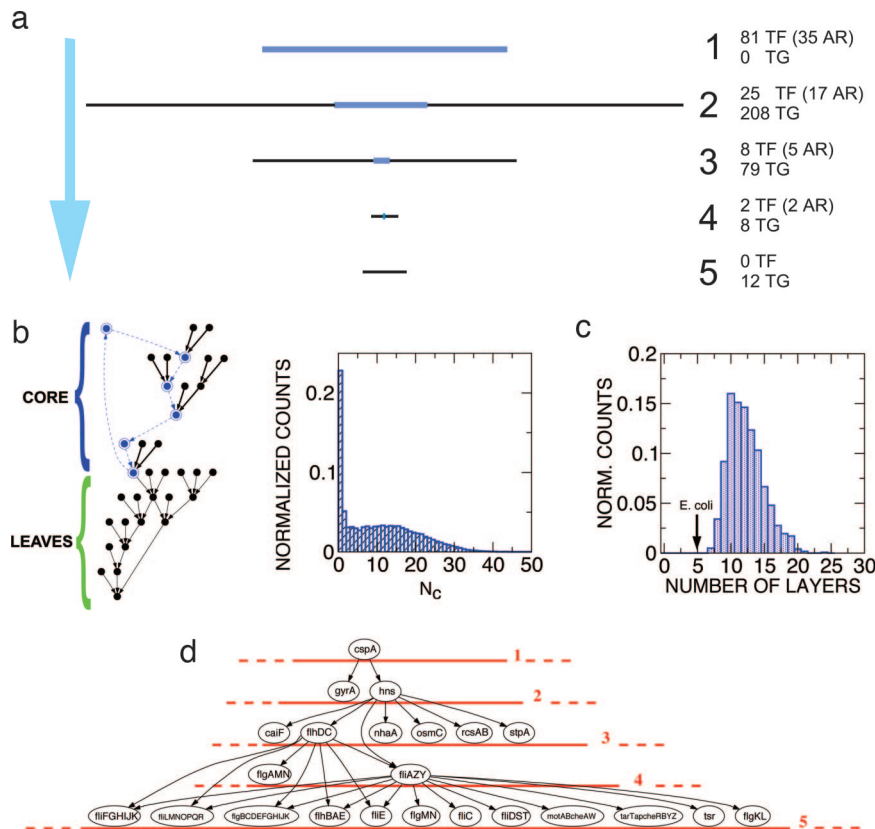 a
1
81 TF (35 AR)
0 TG
2
25 TF (17 AR)
208 TG
3
8 TF (5 AR)
79 TG
4
2 TF (2 AR)
8 TG
5
0 TF
12 TG
b
CORE
LEAVES
NORMALIZED COUNTS
0.2
0.1
0
0 10 20 30 40 50
Nc
c
NORM. COUNTS
0.2
0.15
0.1
0.05
0
E. coli
0 5 10 15 20 25 30
NUMBER OF LAYERS
d
cspA
1
gyrA hns
2
caiF flhDC nhaA osmC rcsAB stpA
3
flgAMN fliAZY
4
fliFGHIJK fliLMNOPQR flgBCDEFGHIJK flhBAE fliE flgMN fliC fliDST motABcheAW tarTapcheRBYZ tsr flgKL
5